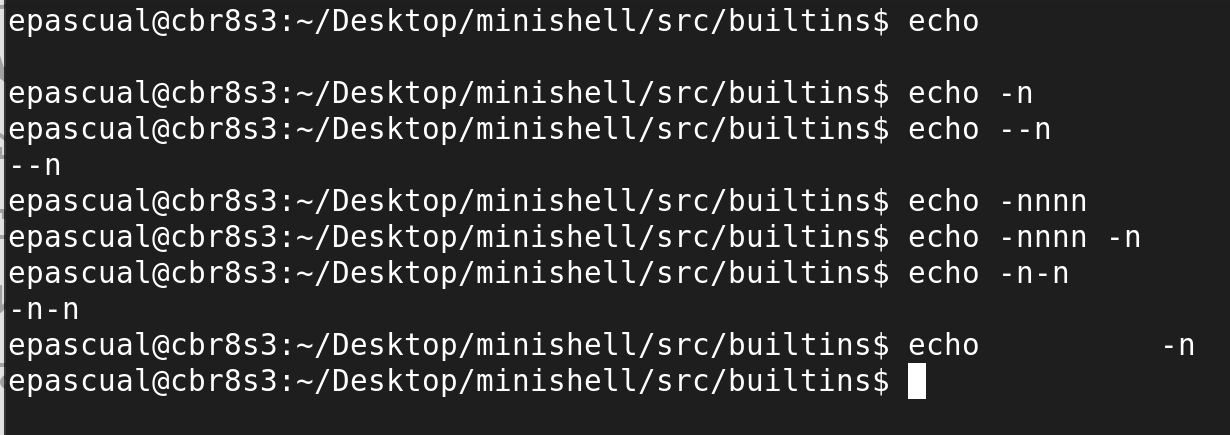 epascual@cbr8s3:~/Desktop/minishell/src/builtins$ echo

epascual@cbr8s3:~/Desktop/minishell/src/builtins$ echo -n
epascual@cbr8s3:~/Desktop/minishell/src/builtins$ echo --n
--n
epascual@cbr8s3:~/Desktop/minishell/src/builtins$ echo -nnnn
epascual@cbr8s3:~/Desktop/minishell/src/builtins$ echo -nnnn -n
epascual@cbr8s3:~/Desktop/minishell/src/builtins$ echo -n-n
-n-n
epascual@cbr8s3:~/Desktop/minishell/src/builtins$ echo          -n
epascual@cbr8s3:~/Desktop/minishell/src/builtins$